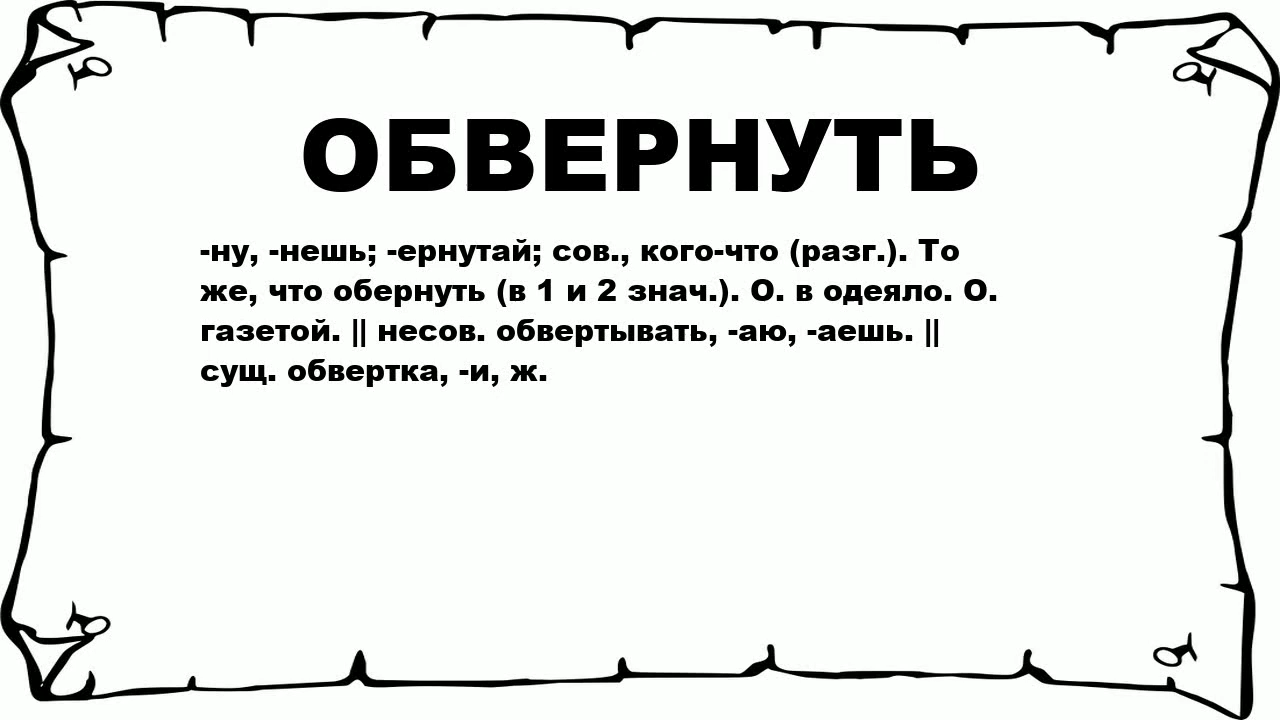 ОБВЕРНУТЬ
-ну, -нешь; -ернутай; сов., кого-что (разг.). То
же, что обернуть (в 1 и 2 знач.). О. в одеяло. О.
газетой. || несов. обвертывать, -аю, -аешь. ||
сущ. обвертка, -и, ж.